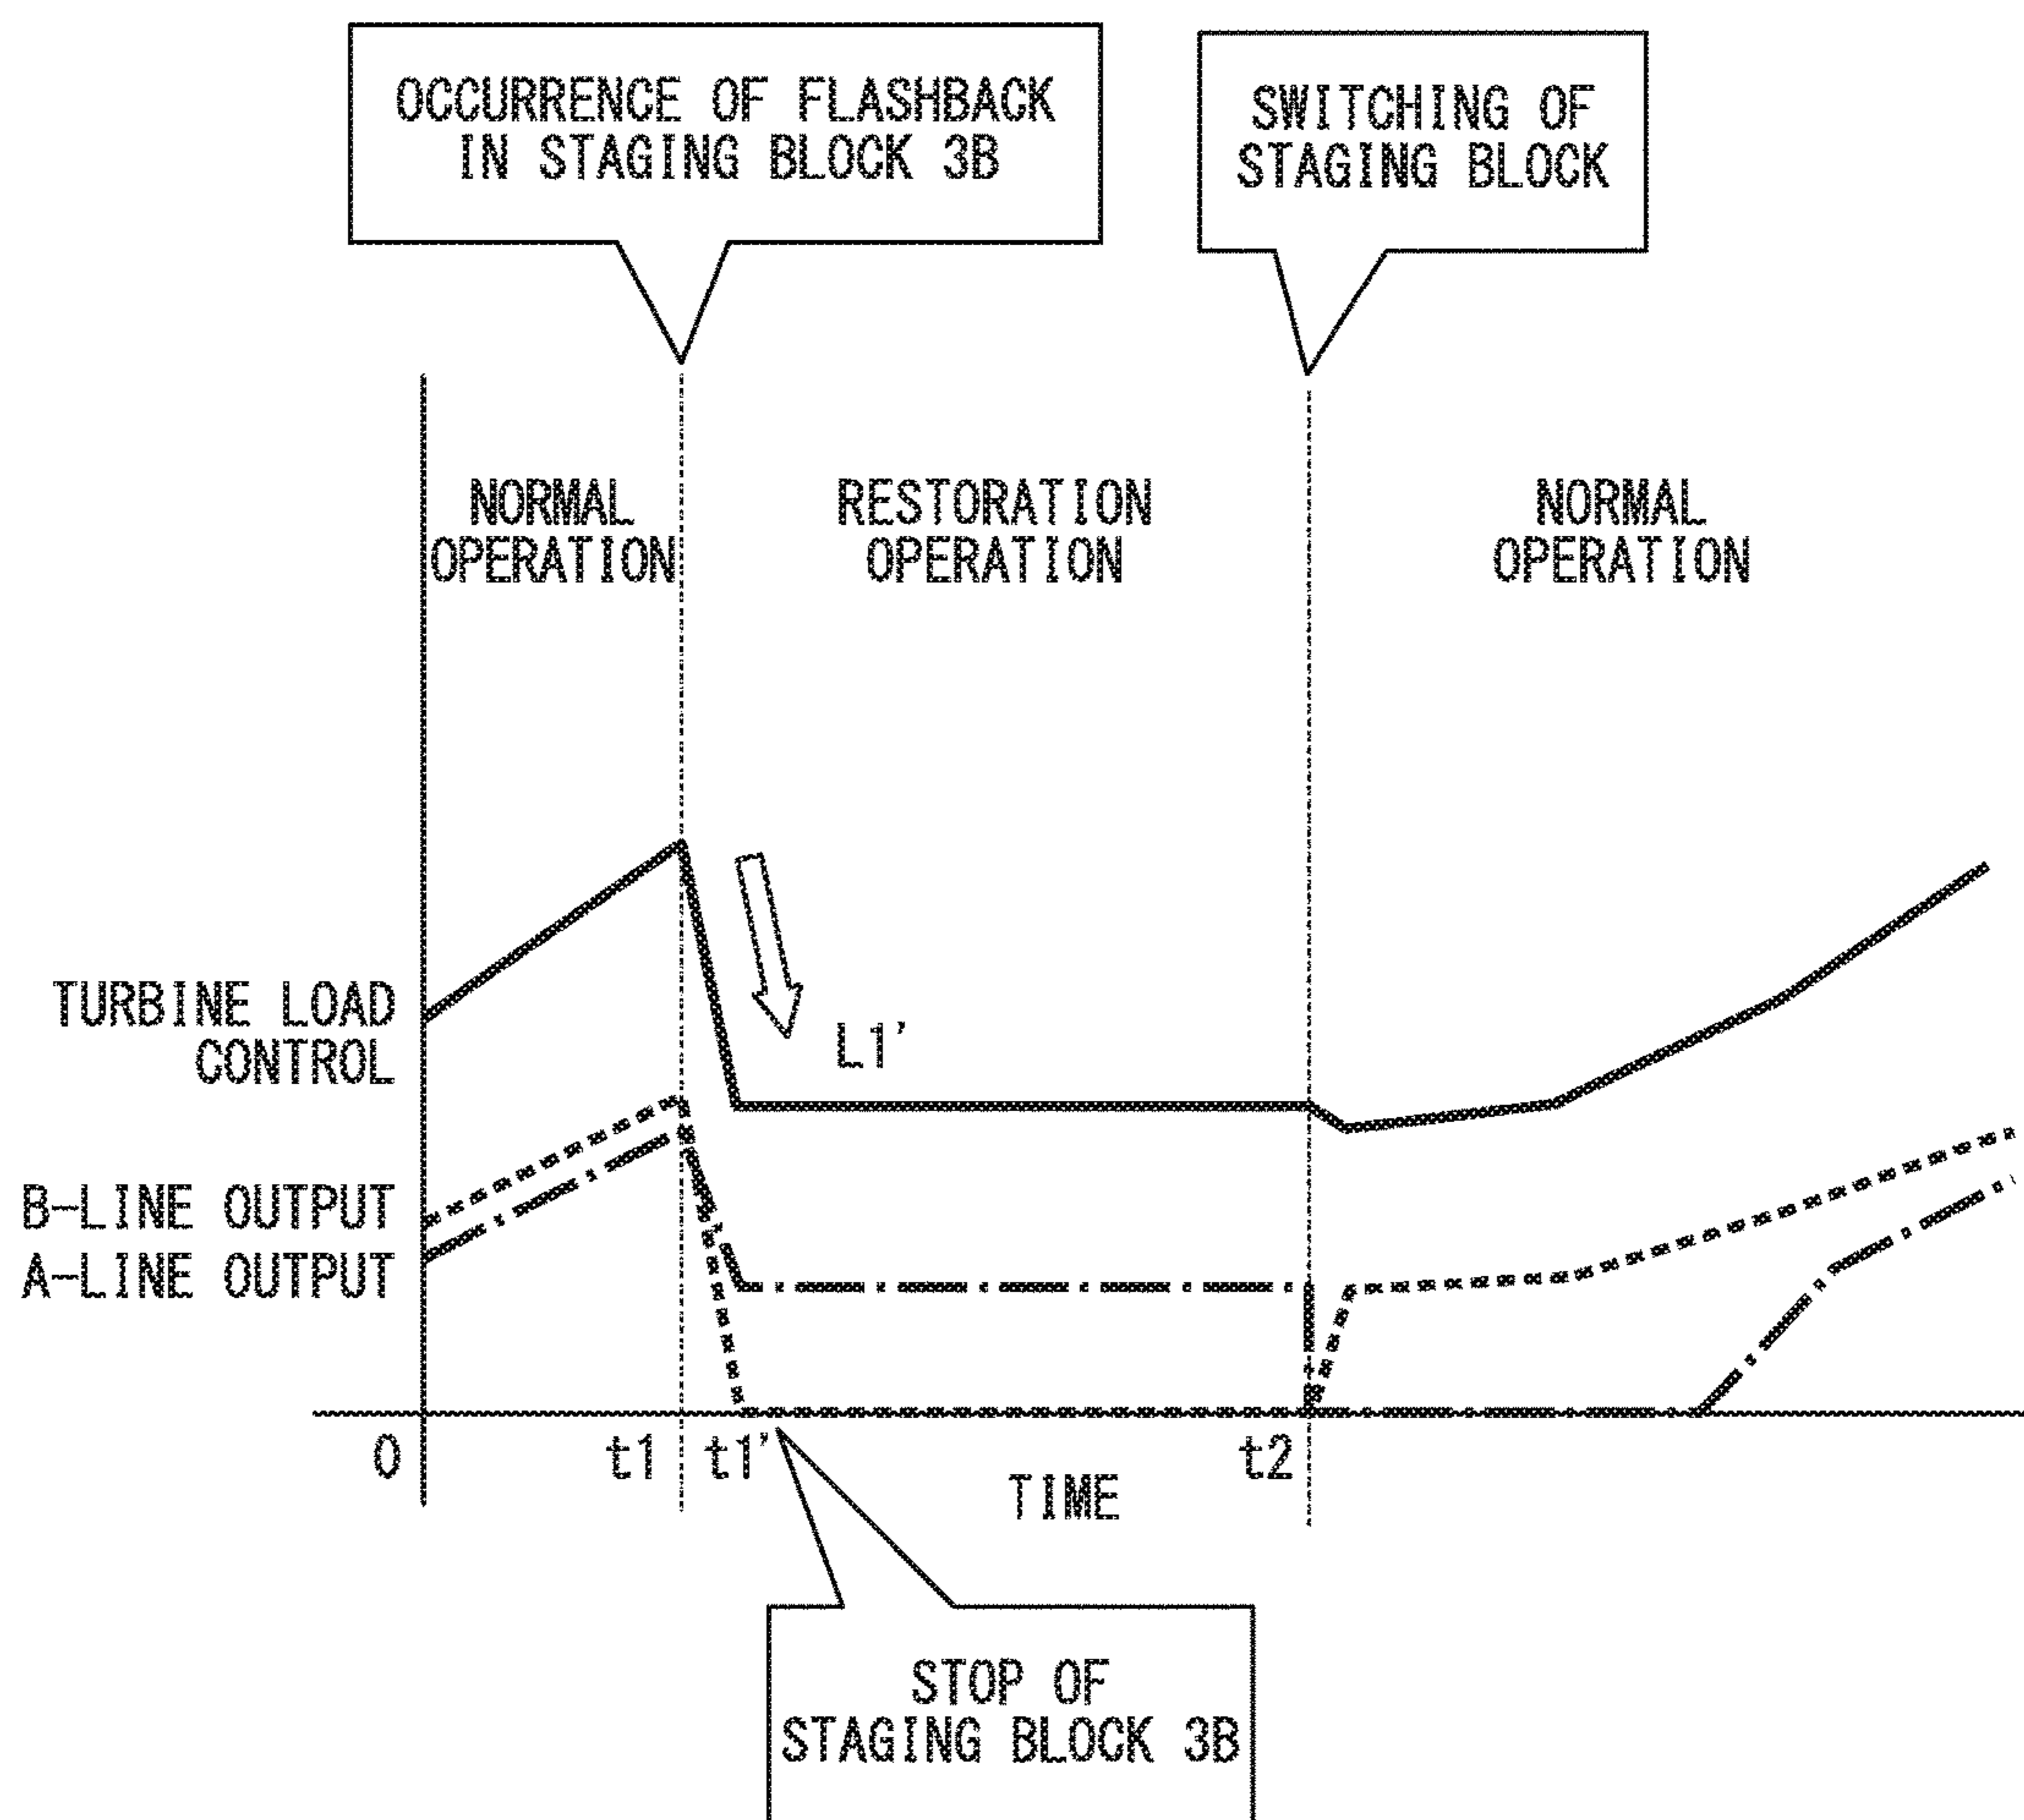 OCCURRENCE OF FLASHBACK
IN STAGING BLOCK 3B
SWITCHING OF
STAGING BLOCK
NORMAL
OPERATION
RESTORATION
OPERATION
NORMAL
OPERATION
TURBINE LOAD
CONTROL
L1'
B-LINE OUTPUT
A-LINE OUTPUT
0
t1
t1'
t2
TIME
STOP OF
STAGING BLOCK 3B